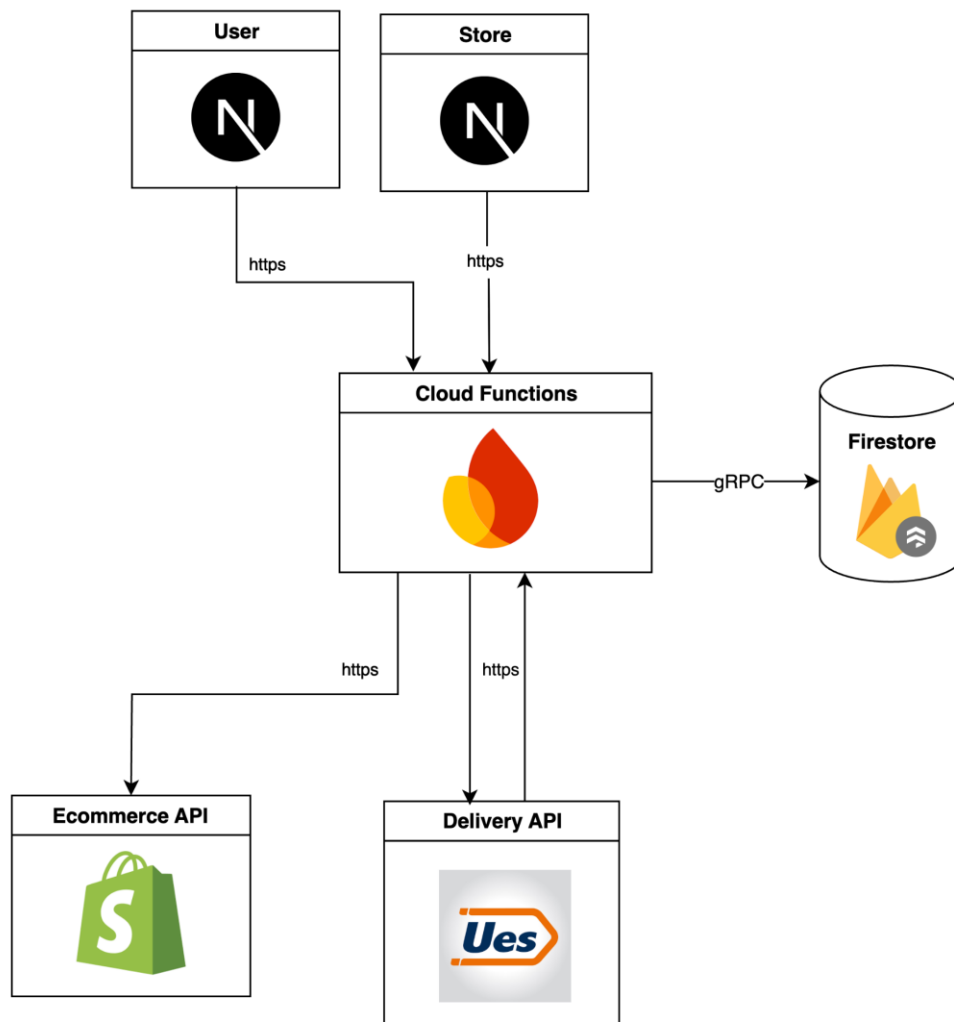 User
Store
N
N
https
https
Cloud Functions
Firestore
gRPC
https
https
Ecommerce API
Delivery API
S
Ues